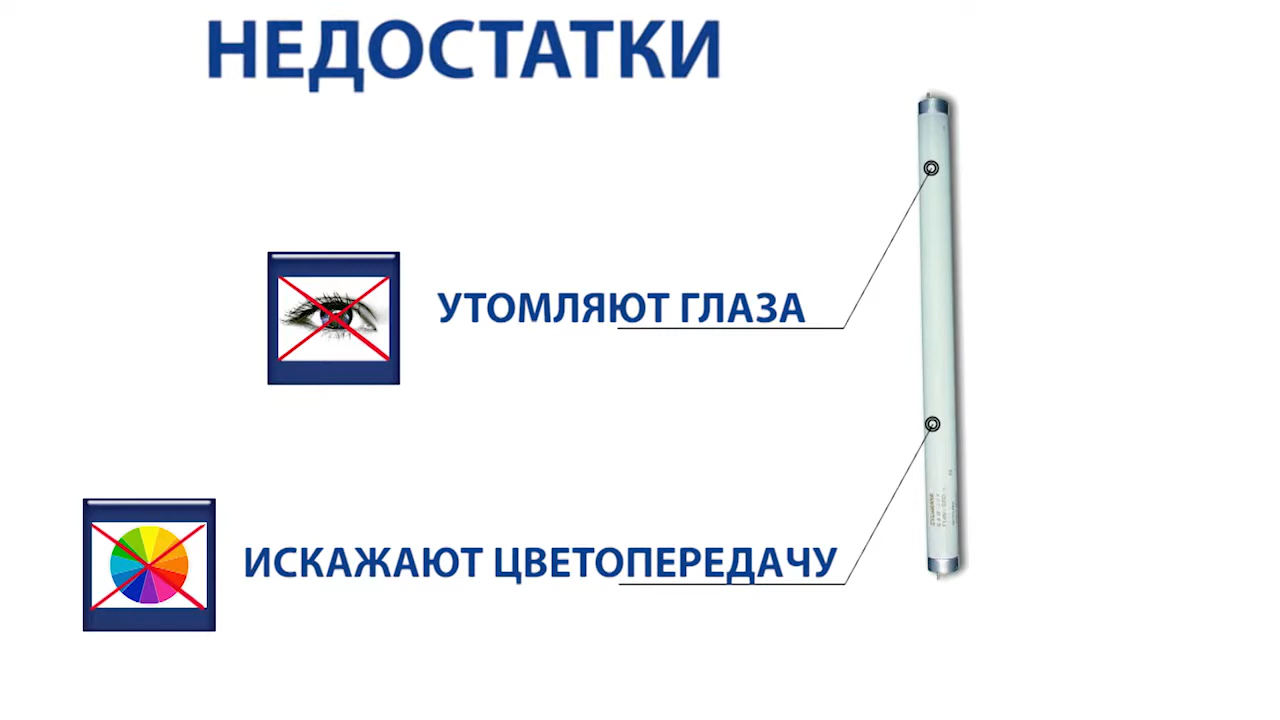 НЕДОСТАТКИ
УТОМЛЯЮТ ГЛАЗА
ИСКАЖАЮТ ЦВЕТОПЕРЕДАЧУ